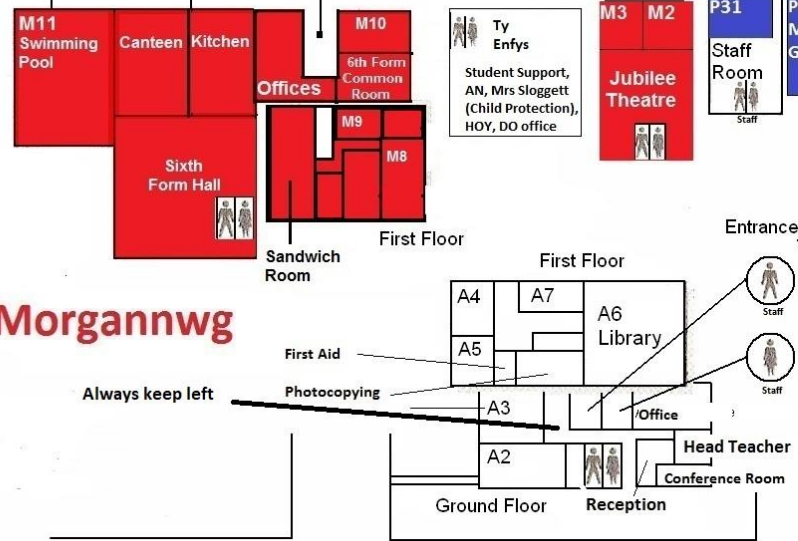 M11
Swimming
Pool
Canteen
Kitchen
Offices
M10
6th Form
Common
Room
Ty
Enfys
Student Support,
AN, Mrs Sloggett
(Child Protection),
HOY, DO office
M3
M2
Jubilee
Theatre
P31
Staff
Room
Staff
P
M
G
M9
M8
Sixth
Form Hall
Sandwich
Room
First Floor
Entrance
First Floor
Staff
Staff
A4
A7
A6
Library
A5
Morgannwg
First Aid
Photocopying
Always keep left
A3
/Office
A2
Head Teacher
Conference Room
Reception
Ground Floor